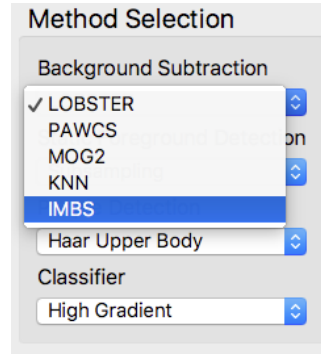 Method Selection
Background Subtraction
✓ LOBSTER
PAWCS
MOG2
KNN
IMBS
Haar Upper Body
Classifier
High Gradient